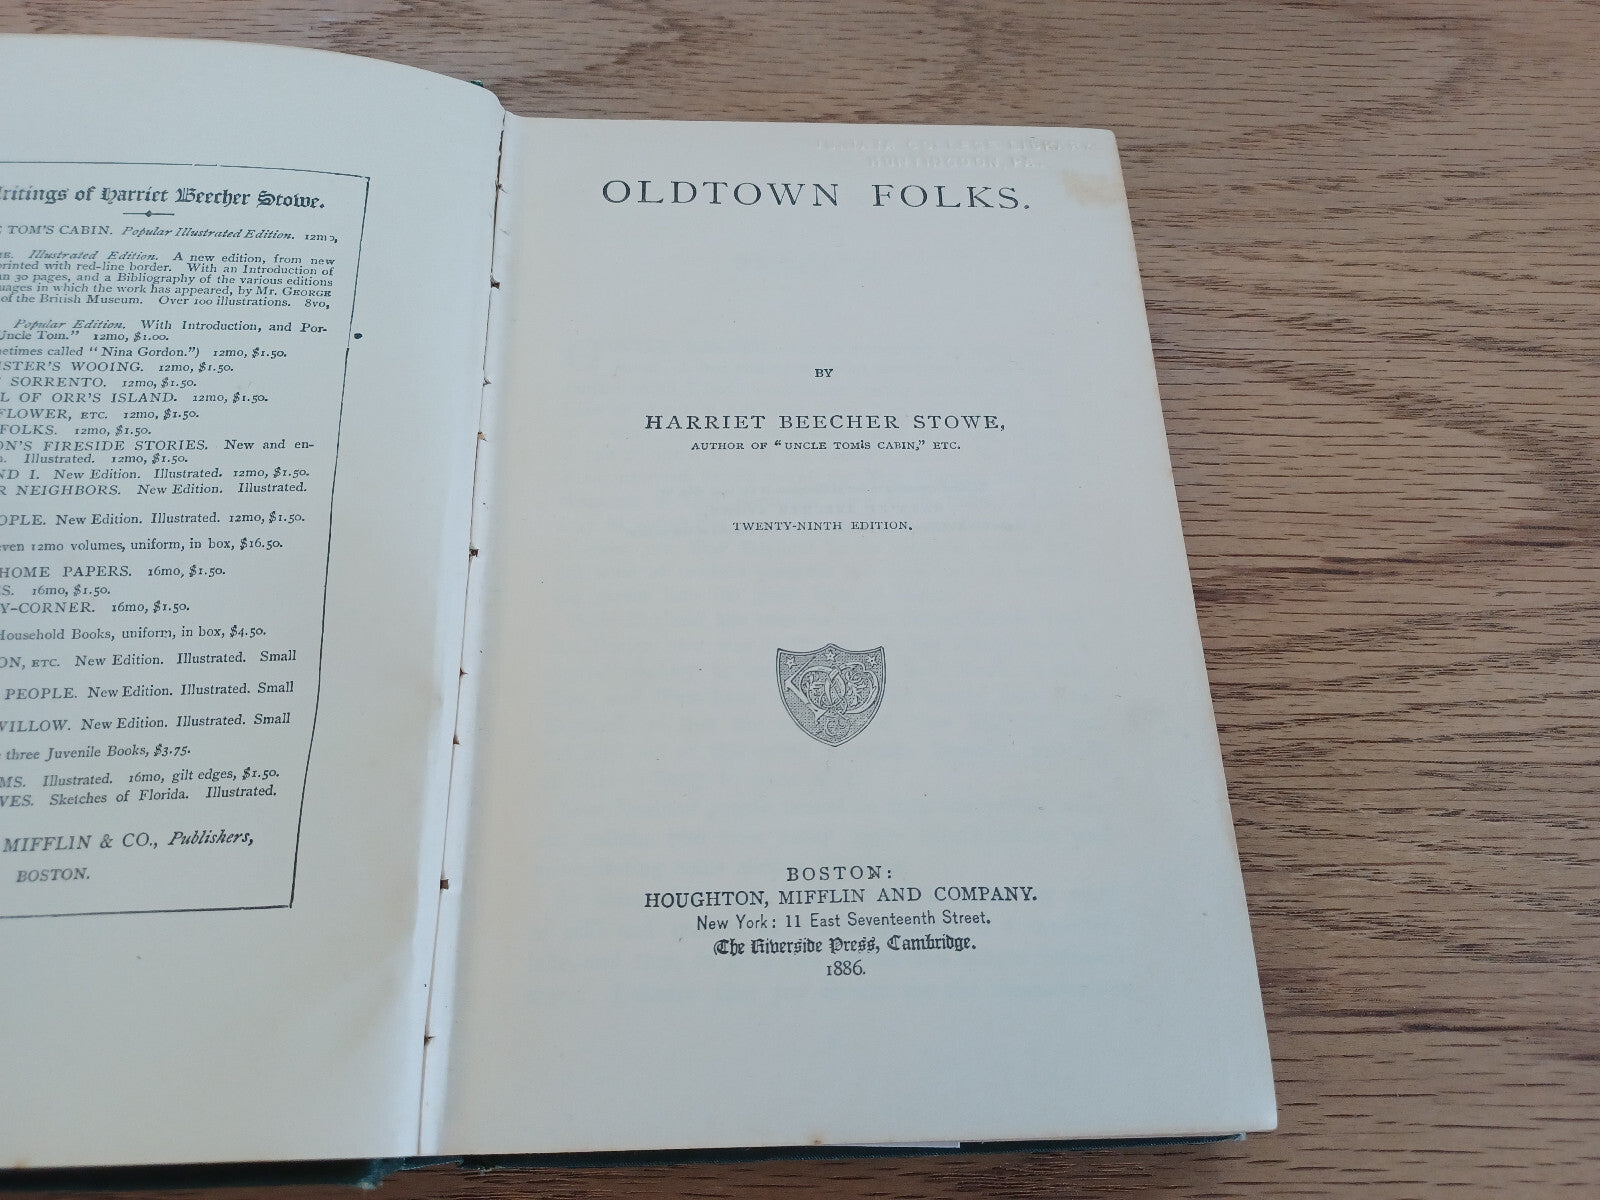 ritings of Harriet Beecher Stowe.
TOM'S CABIN. Popular Illustrated Edition. 12mo,
Illustrated Edition. A new edition, from new
printed with red-line border. With an Introduction of
an 30 pages, and a Bibliography of the various editions
uages in which the work has appeared, by Mr. GEORGE
of the British Museum. Over 100 illustrations. 8vo,
Popular Edition. With Introduction, and Por-
Uncle Tom." 12mo, $1.00.
etimes called "Nina Gordon.") 12mo, $1.50.
ISTER'S WOOING. 12mo, $1.50.
SORRENTO. 12mo, $1.50.
L OF ORR'S ISLAND. 12mo, $1.50.
FLOWER, ETC. 12mo, $1.50.
FOLKS. 12mo, $1.50.
ON'S FIRESIDE STORIES. New and en-
Illustrated. 12mo, $1.50.
ND I. New Edition. Illustrated. 12mo, $1.50.
R NEIGHBORS. New Edition. Illustrated.
OPLE. New Edition. Illustrated. 12mo, $1.50.
even 12mo volumes, uniform, in box, $16.50.
HOME PAPERS. 16mo, $1.50.
S. 16mo, $1.50.
Y-CORNER. 16mo, $1.50.
Household Books, uniform, in box, $4.50.
ON, ETC. New Edition. Illustrated. Small
PEOPLE. New Edition. Illustrated. Small
WILLOW. New Edition. Illustrated. Small
three Juvenile Books, $3.75.
MS. Illustrated. 16mo, gilt edges, $1.50.
VES. Sketches of Florida. Illustrated.
MIFFLIN & CO., Publishers,
BOSTON.
COLLEGE LIBRARY
HUNTINGDON, PA.
OLDTOWN FOLKS.
BY
HARRIET BEECHER STOWE,
AUTHOR OF "UNCLE TOM'S CABIN," ETC.
TWENTY-NINTH EDITION.
BOSTON:
HOUGHTON, MIFFLIN AND COMPANY.
New York: 11 East Seventeenth Street.
The Riverside Press, Cambridge.
1886.